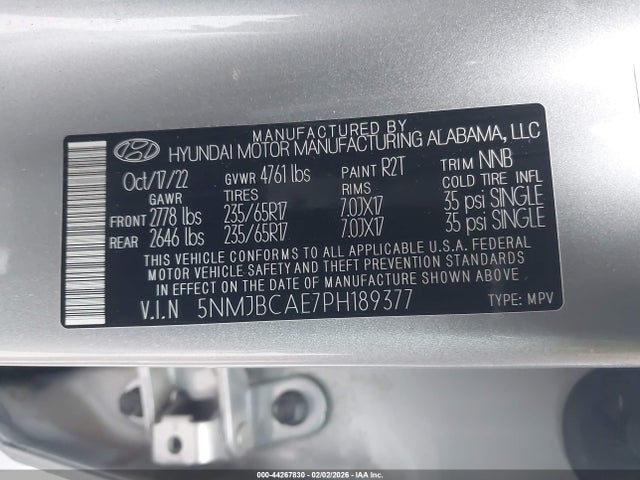 MANUFACTURED BY
HYUNDAI MOTOR MANUFACTURING ALABAMA, LLC
Oct/17/22 GVWR 4761 lbs PAINT R2T TRIM NNB
GAWR TIRES RIMS COLD TIRE INFL
FRONT 2778 lbs 235/65R17 7.0JX17 35 psi SINGLE
REAR 2646 lbs 235/65R17 7.0JX17 35 psi SINGLE
THIS VEHICLE CONFORMS TO ALL APPLICABLE U.S.A. FEDERAL
MOTOR VEHICLE SAFETY AND THEFT PREVENTION STANDARDS
IN EFFECT ON THE DATE OF MANUFACTURE SHOWN ABOVE.
V.I.N 5NMJBCAE7PH189377 TYPE: MPV
000-44267830 - 02/02/2026 - IAA Inc.